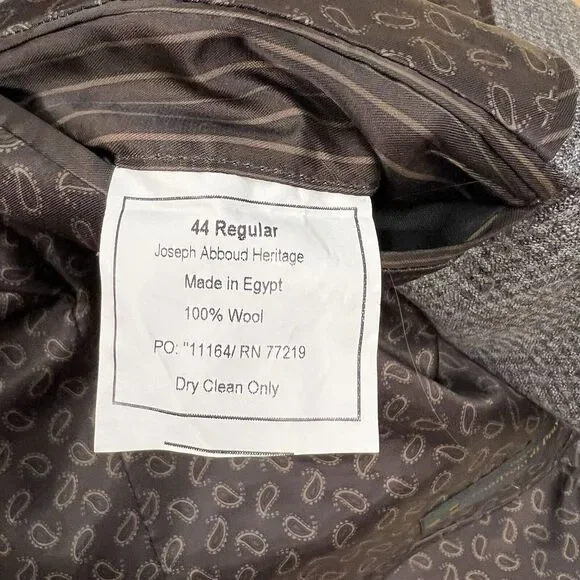 44 Regular
Joseph Abboud Heritage
Made in Egypt
100% Wool
PO: "11164/ RN 77219
Dry Clean Only